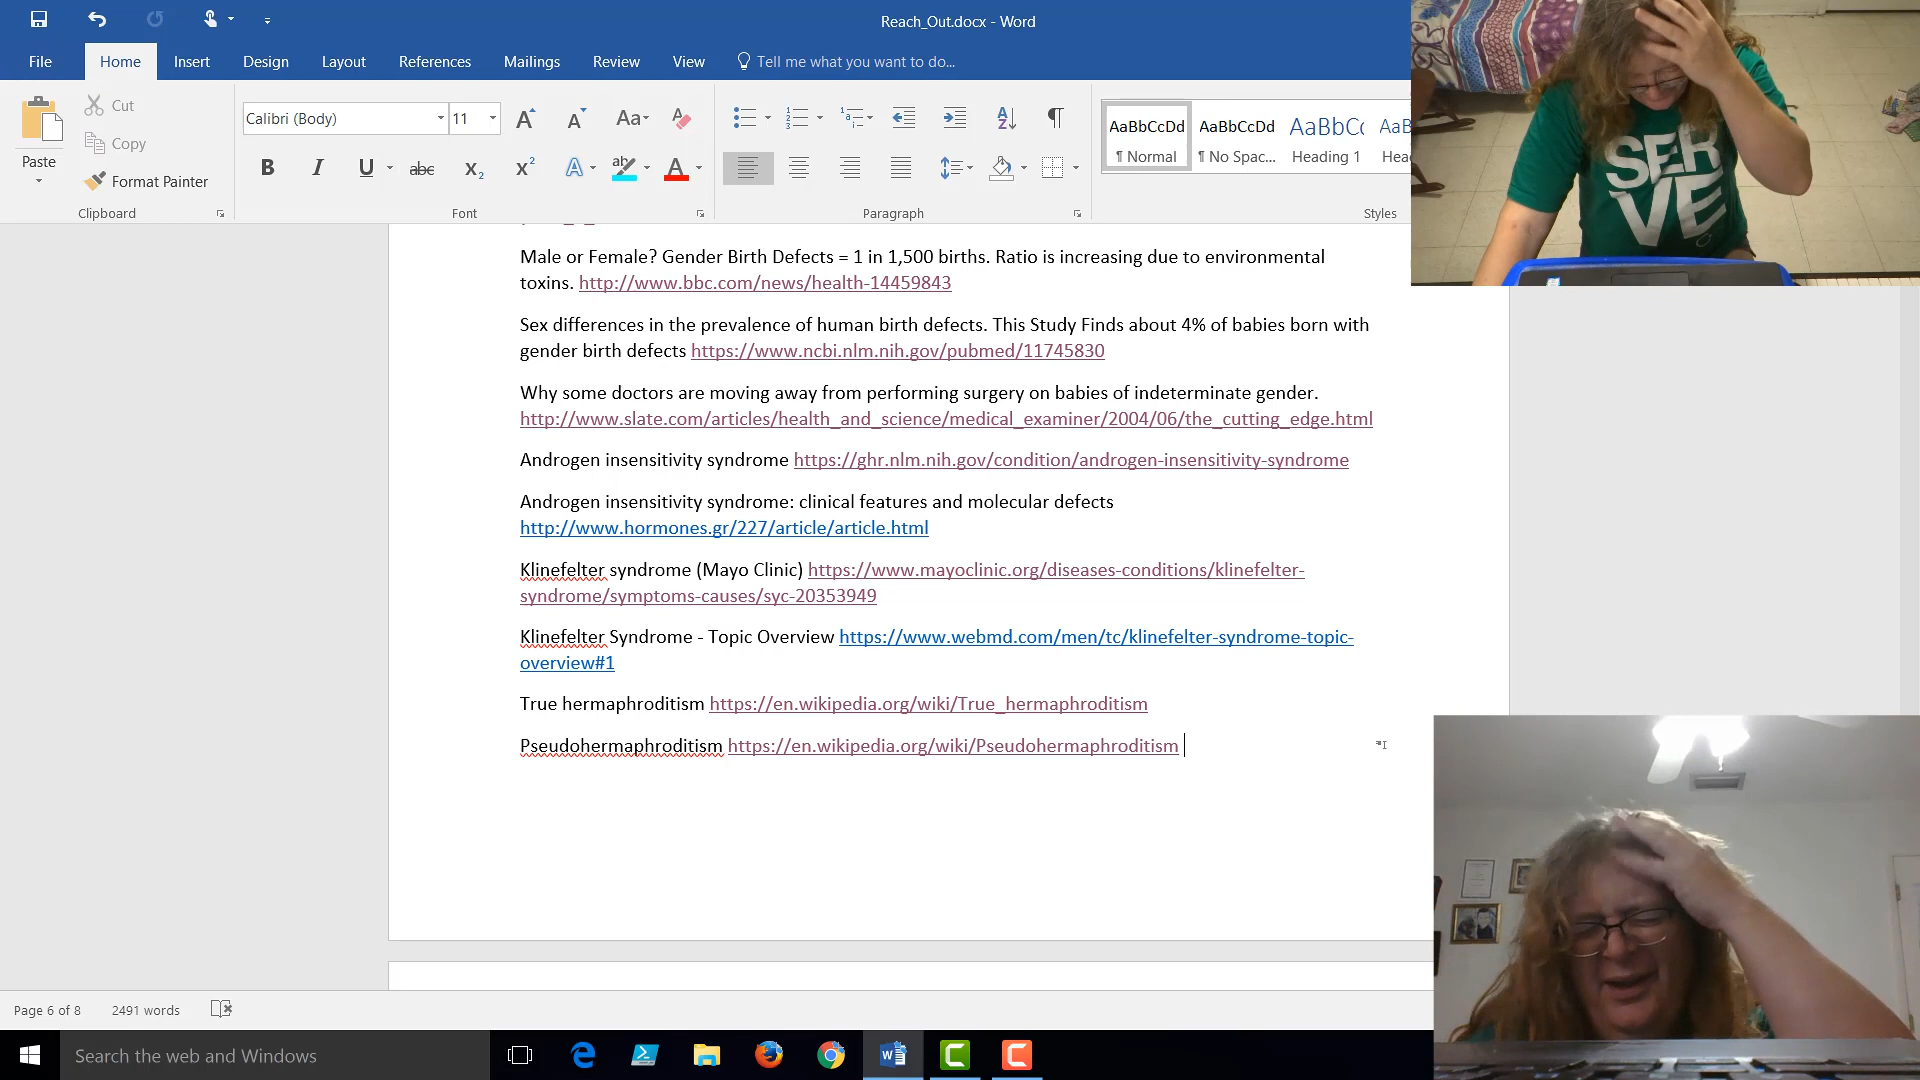 Reach_Out.docx - Word
File Home Insert Design Layout References Mailings Review View Tell me what you want to do...
Paste
Cut
Copy
Format Painter
Clipboard
Calibri (Body) 11
Font
Paragraph
AaBbCcDd AaBbCcDd AaBbCc AaB
¶ Normal ¶ No Spac... Heading 1 Hea
Styles
SER
VE
Male or Female? Gender Birth Defects = 1 in 1,500 births. Ratio is increasing due to environmental
toxins. http://www.bbc.com/news/health-14459843
Sex differences in the prevalence of human birth defects. This Study Finds about 4% of babies born with
gender birth defects https://www.ncbi.nlm.nih.gov/pubmed/11745830
Why some doctors are moving away from performing surgery on babies of indeterminate gender.
http://www.slate.com/articles/health_and_science/medical_examiner/2004/06/the_cutting_edge.html
Androgen insensitivity syndrome https://ghr.nlm.nih.gov/condition/androgen-insensitivity-syndrome
Androgen insensitivity syndrome: clinical features and molecular defects
http://www.hormones.gr/227/article/article.html
Klinefelter syndrome (Mayo Clinic) https://www.mayoclinic.org/diseases-conditions/klinefelter-
syndrome/symptoms-causes/syc-20353949
Klinefelter Syndrome - Topic Overview https://www.webmd.com/men/tc/klinefelter-syndrome-topic-
overview#1
True hermaphroditism https://en.wikipedia.org/wiki/True_hermaphroditism
Pseudohermaphroditism https://en.wikipedia.org/wiki/Pseudohermaphroditism
Page 6 of 8 2491 words
Search the web and Windows